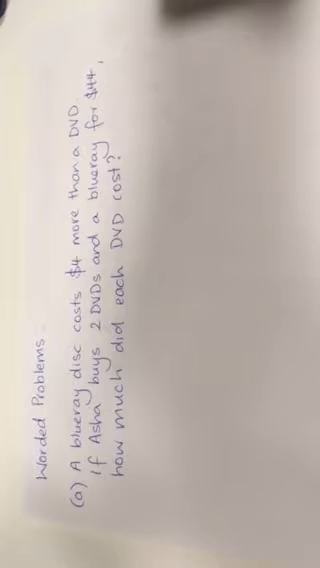 Worded Problems.
(a) A blueray disc costs $4 more than a DVD.
If Asha buys 2 DVDs and a blueray for $44,
how much did each DVD cost?